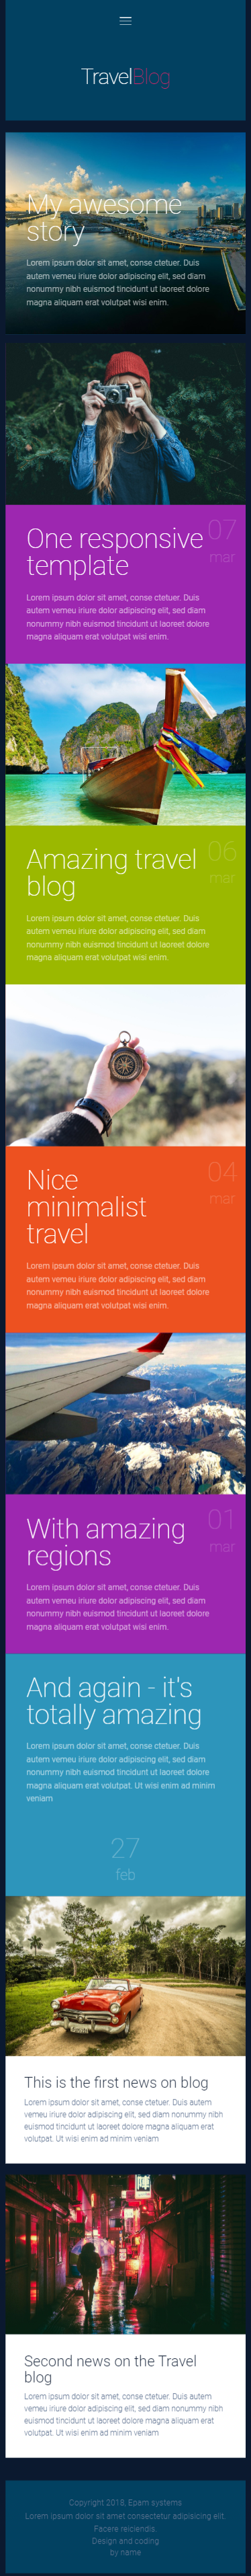 TravelBlog
My awesome
story
Lorem ipsum dolor sit amet, conse ctetuer. Duis
autem vemeu iriure dolor adipiscing elit, sed diam
nonummy nibh euismod tincidunt ut laoreet dolore
magna aliquam erat volutpat wisi enim.
07
mar
One responsive
template
Lorem ipsum dolor sit amet, conse ctetuer. Duis
autem vemeu iriure dolor adipiscing elit, sed diam
nonummy nibh euismod tincidunt ut laoreet dolore
magna aliquam erat volutpat wisi enim.
06
mar
Amazing travel
blog
Lorem ipsum dolor sit amet, conse ctetuer. Duis
autem vemeu iriure dolor adipiscing elit, sed diam
nonummy nibh euismod tincidunt ut laoreet dolore
magna aliquam erat volutpat wisi enim.
04
mar
Nice
minimalist
travel
Lorem ipsum dolor sit amet, conse ctetuer. Duis
autem vemeu iriure dolor adipiscing elit, sed diam
nonummy nibh euismod tincidunt ut laoreet dolore
magna aliquam erat volutpat wisi enim.
01
mar
With amazing
regions
Lorem ipsum dolor sit amet, conse ctetuer. Duis
autem vemeu iriure dolor adipiscing elit, sed diam
nonummy nibh euismod tincidunt ut laoreet dolore
magna aliquam erat volutpat wisi enim.
And again - it's
totally amazing
Lorem ipsum dolor sit amet, conse ctetuer. Duis
autem vemeu iriure dolor adipiscing elit, sed diam
nonummy nibh euismod tincidunt ut laoreet dolore
magna aliquam erat volutpat. Ut wisi enim ad minim
veniam
27
feb
This is the first news on blog
Lorem ipsum dolor sit amet, conse ctetuer. Duis autem
vemeu iriure dolor adipiscing elit, sed diam nonummy nibh
euismod tincidunt ut laoreet dolore magna aliquam erat
volutpat. Ut wisi enim ad minim veniam
Second news on the Travel
blog
Lorem ipsum dolor sit amet, conse ctetuer. Duis autem
vemeu iriure dolor adipiscing elit, sed diam nonummy nibh
euismod tincidunt ut laoreet dolore magna aliquam erat
volutpat. Ut wisi enim ad minim veniam
Copyright 2018, Epam systems
Lorem ipsum dolor sit amet consectetur adipisicing elit.
Facere reiciendis.
Design and coding
by name